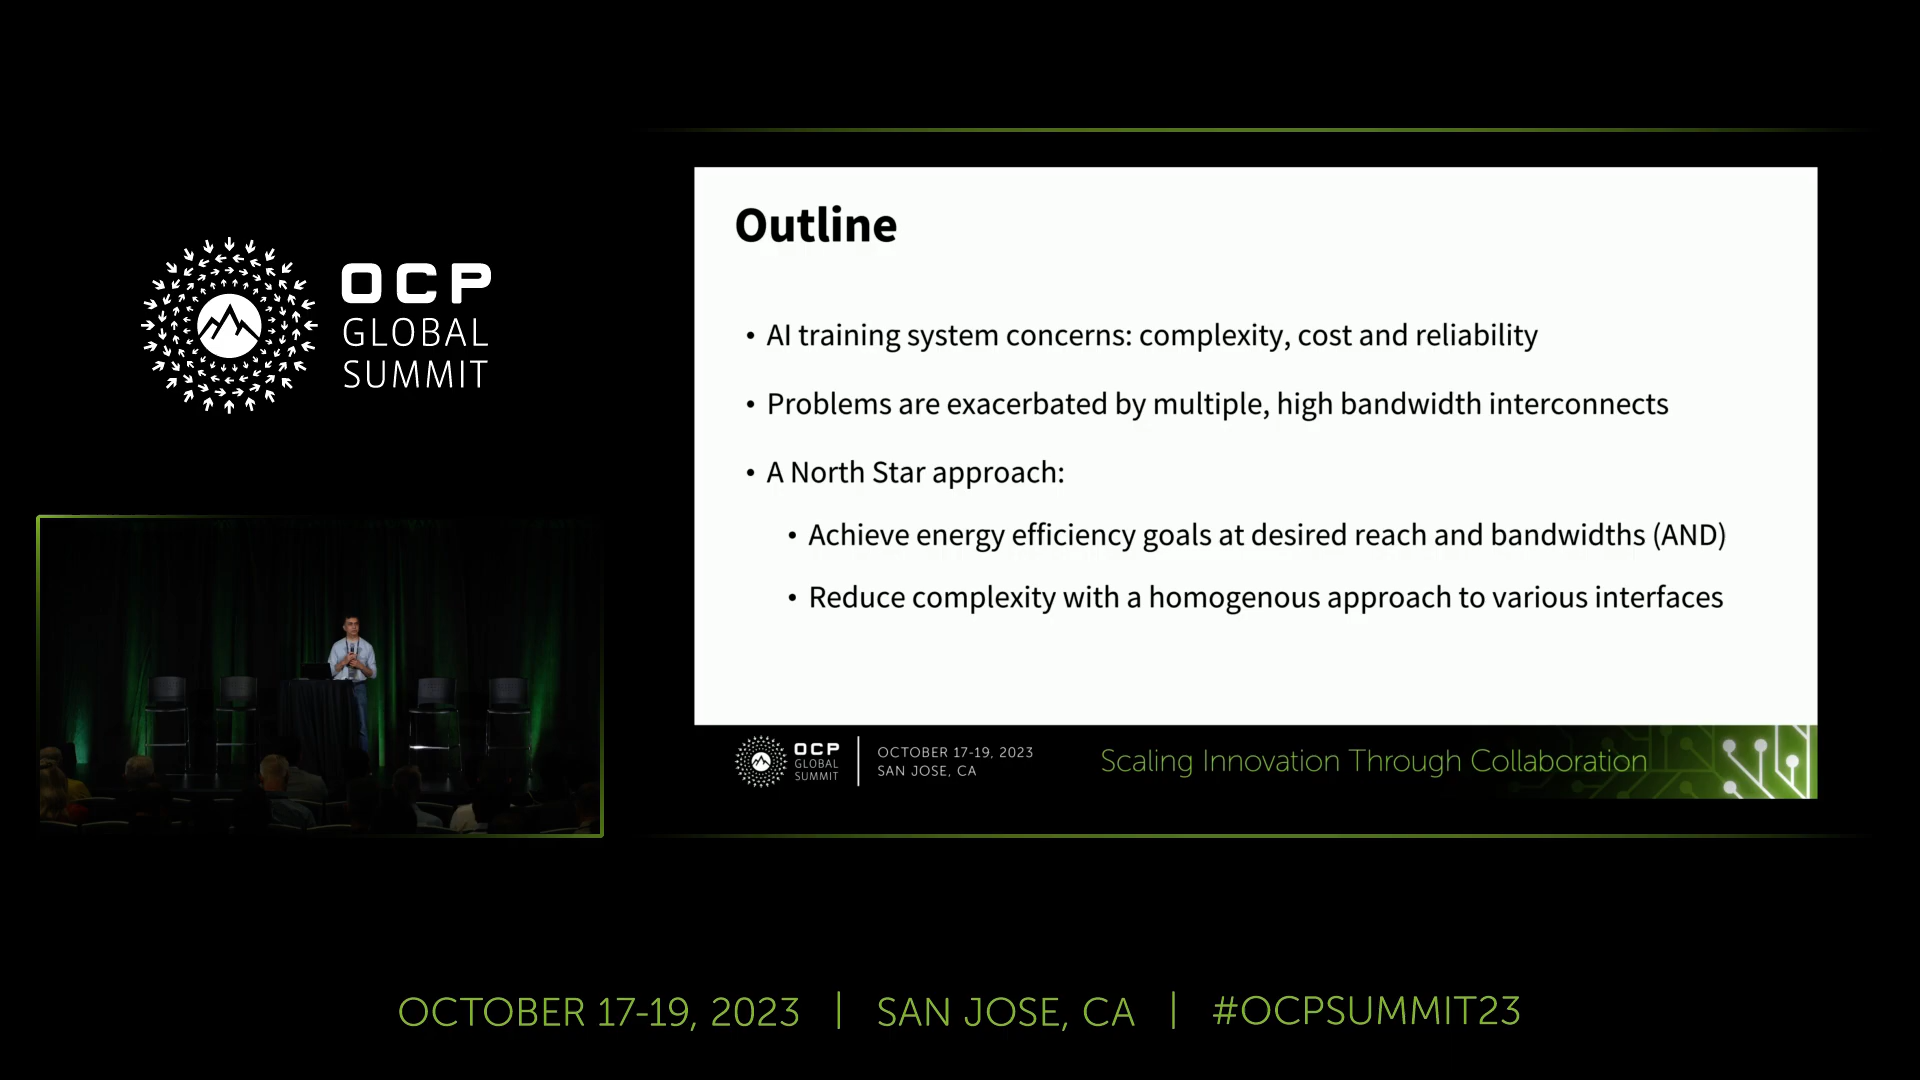 OCP
GLOBAL
SUMMIT
Outline
• AI training system concerns: complexity, cost and reliability
• Problems are exacerbated by multiple, high bandwidth interconnects
• A North Star approach:
• Achieve energy efficiency goals at desired reach and bandwidths (AND)
• Reduce complexity with a homogenous approach to various interfaces
OCP
GLOBAL
SUMMIT
OCTOBER 17-19, 2023
SAN JOSE, CA
Scaling Innovation Through Collaboration
OCTOBER 17-19, 2023 | SAN JOSE, CA | #OCPSUMMIT23